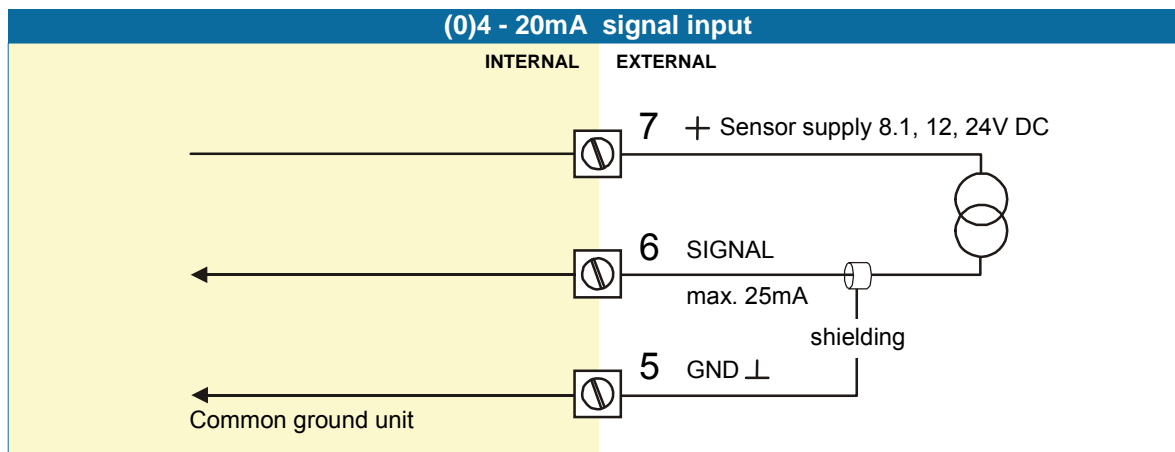 (0)4 - 20mA signal input
INTERNAL EXTERNAL
7 + Sensor supply 8.1, 12, 24V DC
6 SIGNAL
max. 25mA
shielding
5 GND ⊥
Common ground unit